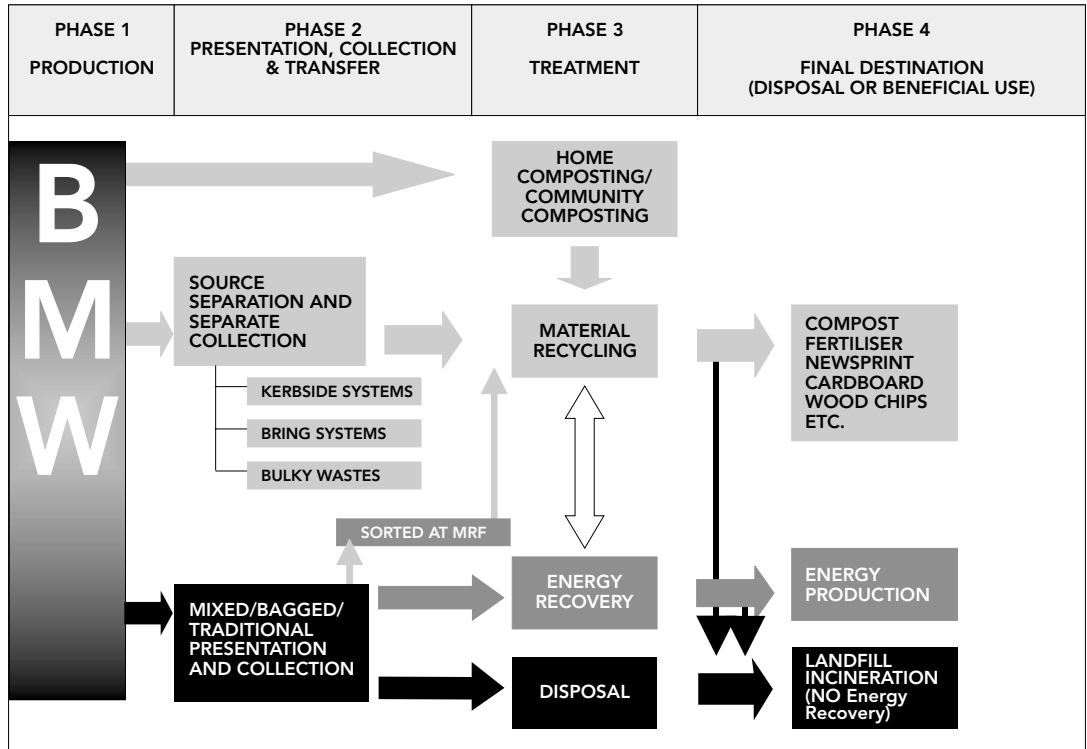 PHASE 1
PRODUCTION
PHASE 2
PRESENTATION, COLLECTION
& TRANSFER
PHASE 3
TREATMENT
PHASE 4
FINAL DESTINATION
(DISPOSAL OR BENEFICIAL USE)
B
M
W
HOME
COMPOSTING/
COMMUNITY
COMPOSTING
SOURCE
SEPARATION AND
SEPARATE
COLLECTION
KERBSIDE SYSTEMS
BRING SYSTEMS
BULKY WASTES
MATERIAL
RECYCLING
COMPOST
FERTILISER
NEWSPRINT
CARDBOARD
WOOD CHIPS
ETC.
SORTED AT MRF
MIXED/BAGGED/
TRADITIONAL
PRESENTATION
AND COLLECTION
ENERGY
RECOVERY
ENERGY
PRODUCTION
DISPOSAL
LANDFILL
INCINERATION
(NO Energy
Recovery)